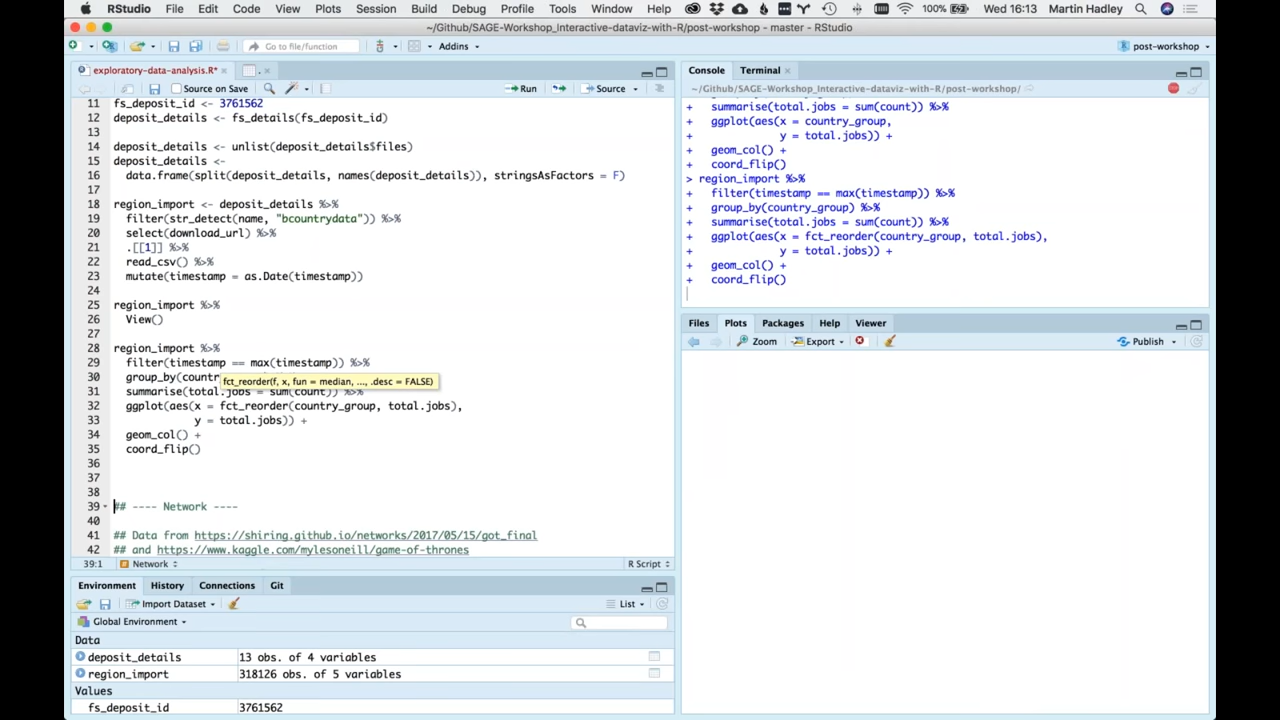 RStudio File Edit Code View Plots Session Build Debug Profile Tools Window Help 100% Wed 16:13 Martin Hadley
~/Github/SAGE-Workshop_Interactive-dataviz-with-R/post-workshop - master - RStudio
Go to file/function Addins post-workshop
exploratory-data-analysis.R* .
Source on Save Run Source
11 fs_deposit_id <- 3761562
12 deposit_details <- fs_details(fs_deposit_id)
13
14 deposit_details <- unlist(deposit_details$files)
15 deposit_details <-
16 data.frame(split(deposit_details, names(deposit_details)), stringsAsFactors = F)
17
18 region_import <- deposit_details %>%
19 filter(str_detect(name, "bcountrydata")) %>%
20 select(download_url) %>%
21 .[[1]] %>%
22 read_csv() %>%
23 mutate(timestamp = as.Date(timestamp))
24
25 region_import %>%
26 View()
27
28 region_import %>%
29 filter(timestamp == max(timestamp)) %>%
30 group_by(countr
fct_reorder(f, x, fun = median, ..., .desc = FALSE)
31 summarise(total.jobs = sum(count)) %>%
32 ggplot(aes(x = fct_reorder(country_group, total.jobs),
33 y = total.jobs)) +
34 geom_col() +
35 coord_flip()
36
37
38
39 ## ---- Network ----
40
41 ## Data from https://shiring.github.io/networks/2017/05/15/got_final
42 ## and https://www.kaggle.com/mylesoneill/game-of-thrones
39:1 Network R Script
Environment History Connections Git
Import Dataset List
Global Environment
Data
deposit_details 13 obs. of 4 variables
region_import 318126 obs. of 5 variables
Values
fs_deposit_id 3761562
Console Terminal
~/Github/SAGE-Workshop_Interactive-dataviz-with-R/post-workshop/
+ summarise(total.jobs = sum(count)) %>%
+ ggplot(aes(x = country_group,
+ y = total.jobs)) +
+ geom_col() +
+ coord_flip()
> region_import %>%
+ filter(timestamp == max(timestamp)) %>%
+ group_by(country_group) %>%
+ summarise(total.jobs = sum(count)) %>%
+ ggplot(aes(x = fct_reorder(country_group, total.jobs),
+ y = total.jobs)) +
+ geom_col() +
+ coord_flip()
Files Plots Packages Help Viewer
Zoom Export Publish